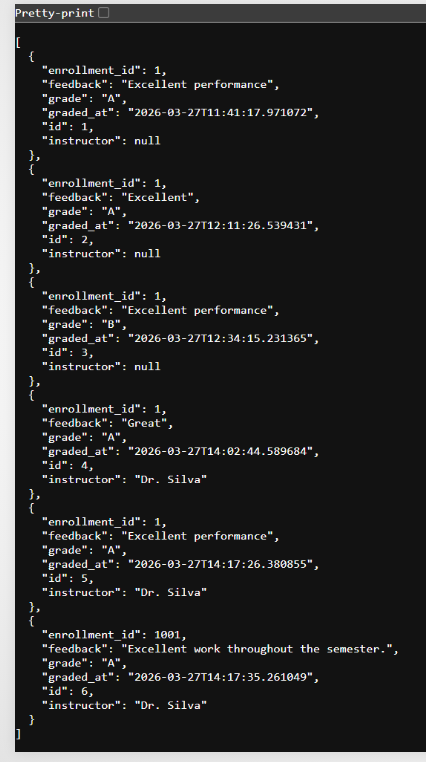 Pretty-print
[
  {
    "enrollment_id": 1,
    "feedback": "Excellent performance",
    "grade": "A",
    "graded_at": "2026-03-27T11:41:17.971072",
    "id": 1,
    "instructor": null
  },
  {
    "enrollment_id": 1,
    "feedback": "Excellent",
    "grade": "A",
    "graded_at": "2026-03-27T12:11:26.539431",
    "id": 2,
    "instructor": null
  },
  {
    "enrollment_id": 1,
    "feedback": "Excellent performance",
    "grade": "B",
    "graded_at": "2026-03-27T12:34:15.231365",
    "id": 3,
    "instructor": null
  },
  {
    "enrollment_id": 1,
    "feedback": "Great",
    "grade": "A",
    "graded_at": "2026-03-27T14:02:44.589684",
    "id": 4,
    "instructor": "Dr. Silva"
  },
  {
    "enrollment_id": 1,
    "feedback": "Excellent performance",
    "grade": "A",
    "graded_at": "2026-03-27T14:17:26.380855",
    "id": 5,
    "instructor": "Dr. Silva"
  },
  {
    "enrollment_id": 1001,
    "feedback": "Excellent work throughout the semester.",
    "grade": "A",
    "graded_at": "2026-03-27T14:17:35.261049",
    "id": 6,
    "instructor": "Dr. Silva"
  }
]